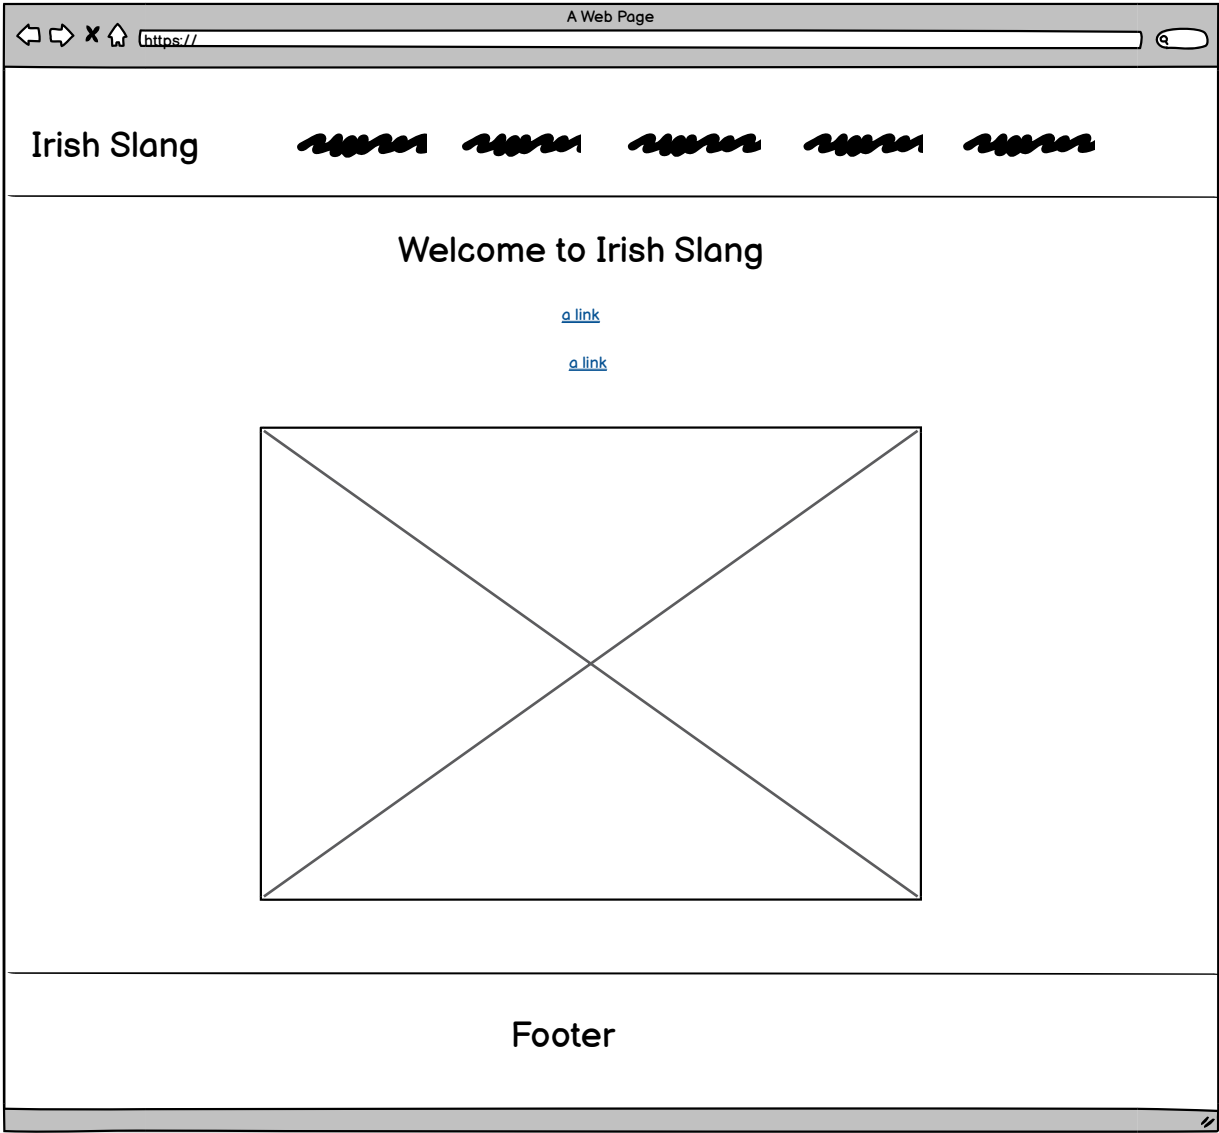 A Web Page
https://
Irish Slang
Welcome to Irish Slang
a link
a link
Footer